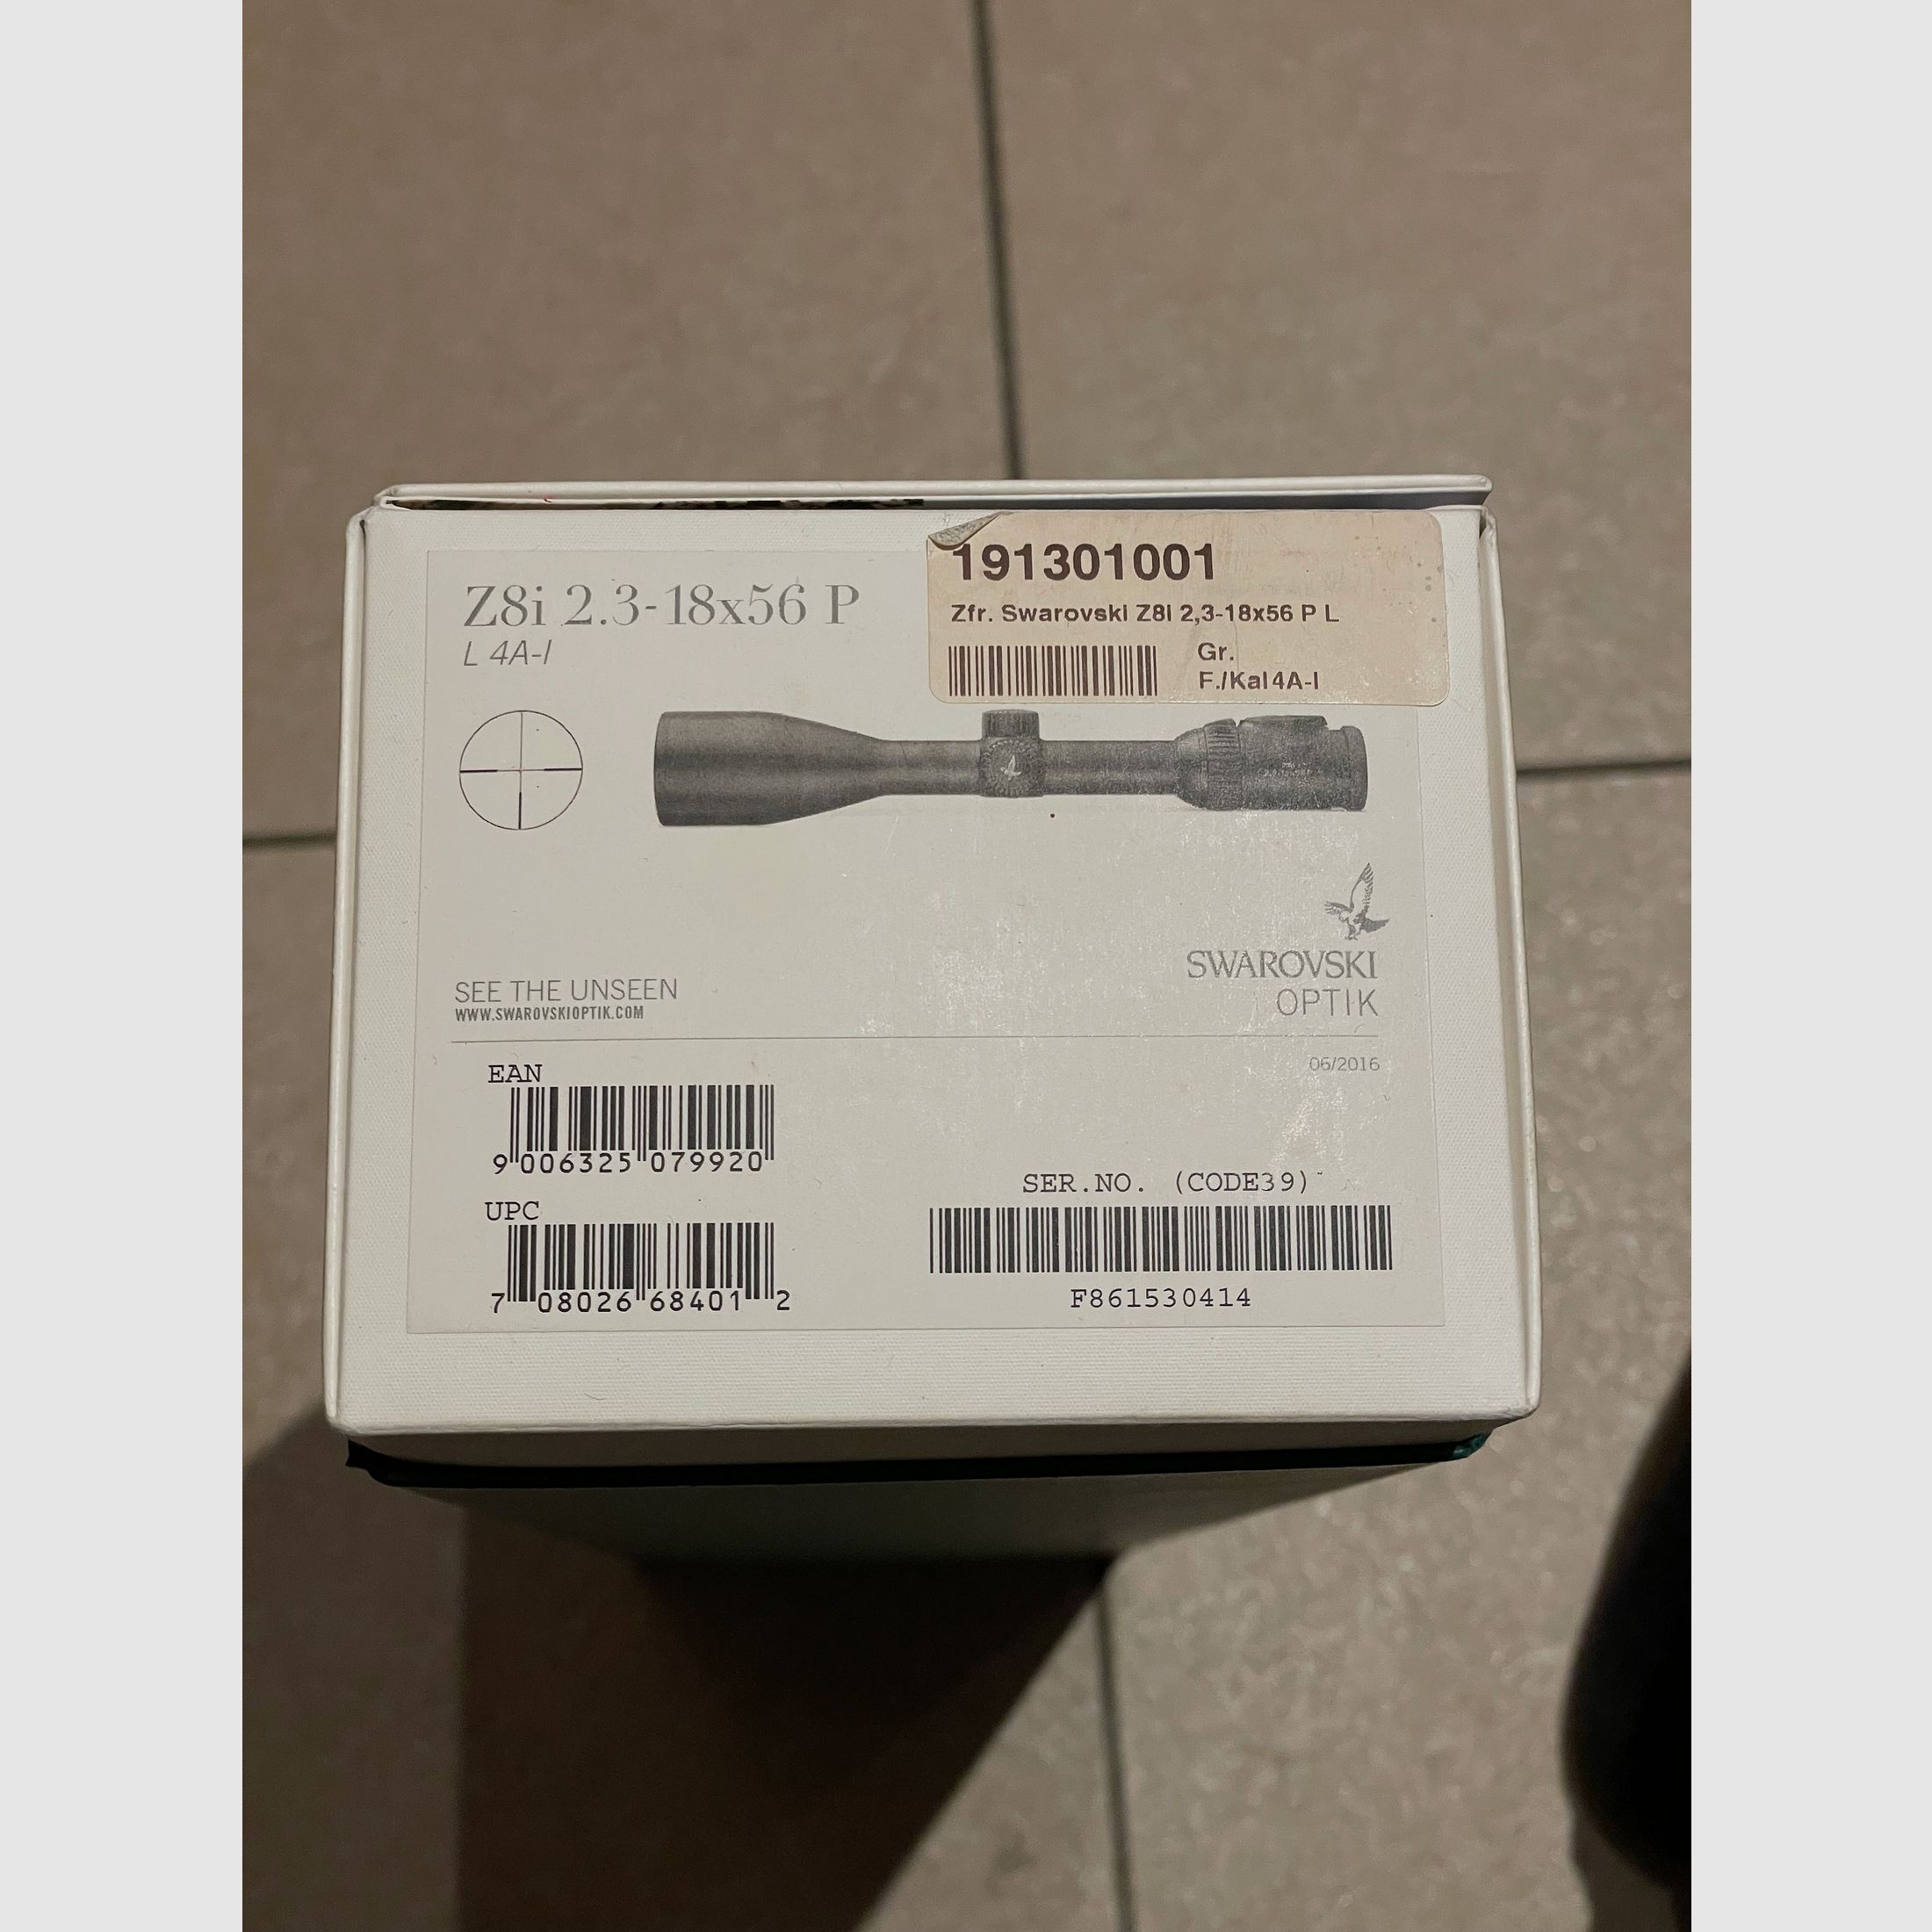 191301001
Zfr. Swarovski Z8I 2,3-18x56 P L
Gr.
F./Kal 4A-I
Z8i 2.3-18x56 P
L 4A-I
SWAROVSKI
OPTIK
SEE THE UNSEEN
WWW.SWAROVSKIOPTIK.COM
06/2016
EAN
9 006325 079920
UPC
7 08026 68401 2
SER.NO. (CODE39)
F861530414